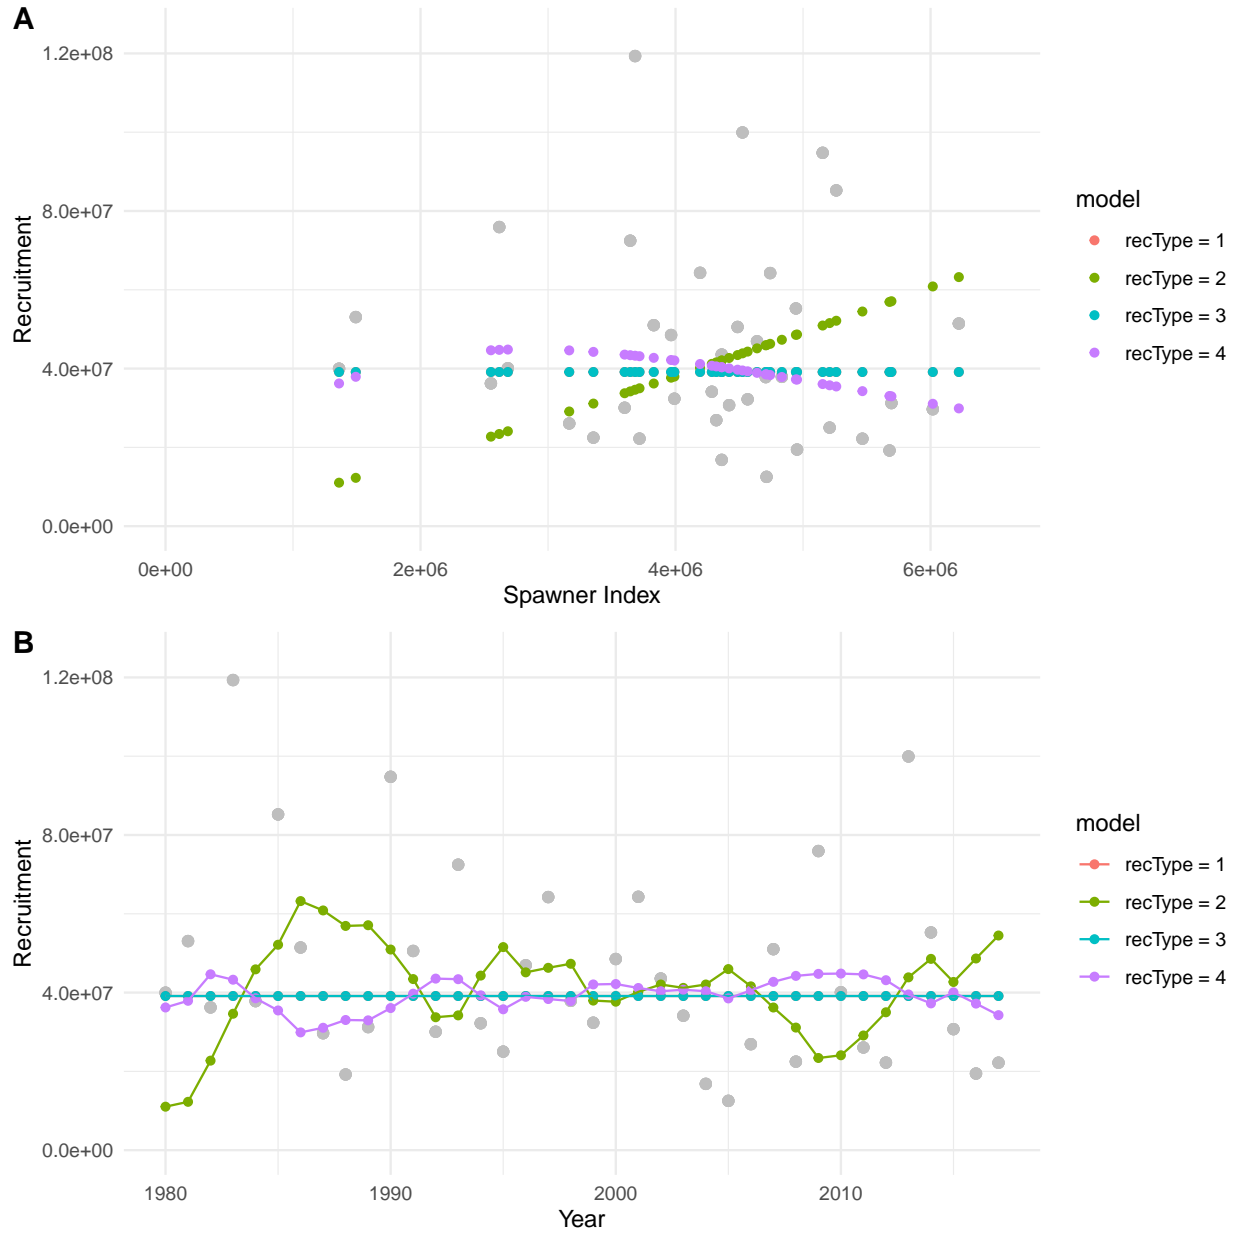 A
1.2e+08
8.0e+07
4.0e+07
0.0e+00
Recruitment
0e+00 2e+06 4e+06 6e+06
Spawner Index
model
recType = 1
recType = 2
recType = 3
recType = 4
B
1.2e+08
8.0e+07
4.0e+07
0.0e+00
Recruitment
1980 1990 2000 2010
Year
model
recType = 1
recType = 2
recType = 3
recType = 4